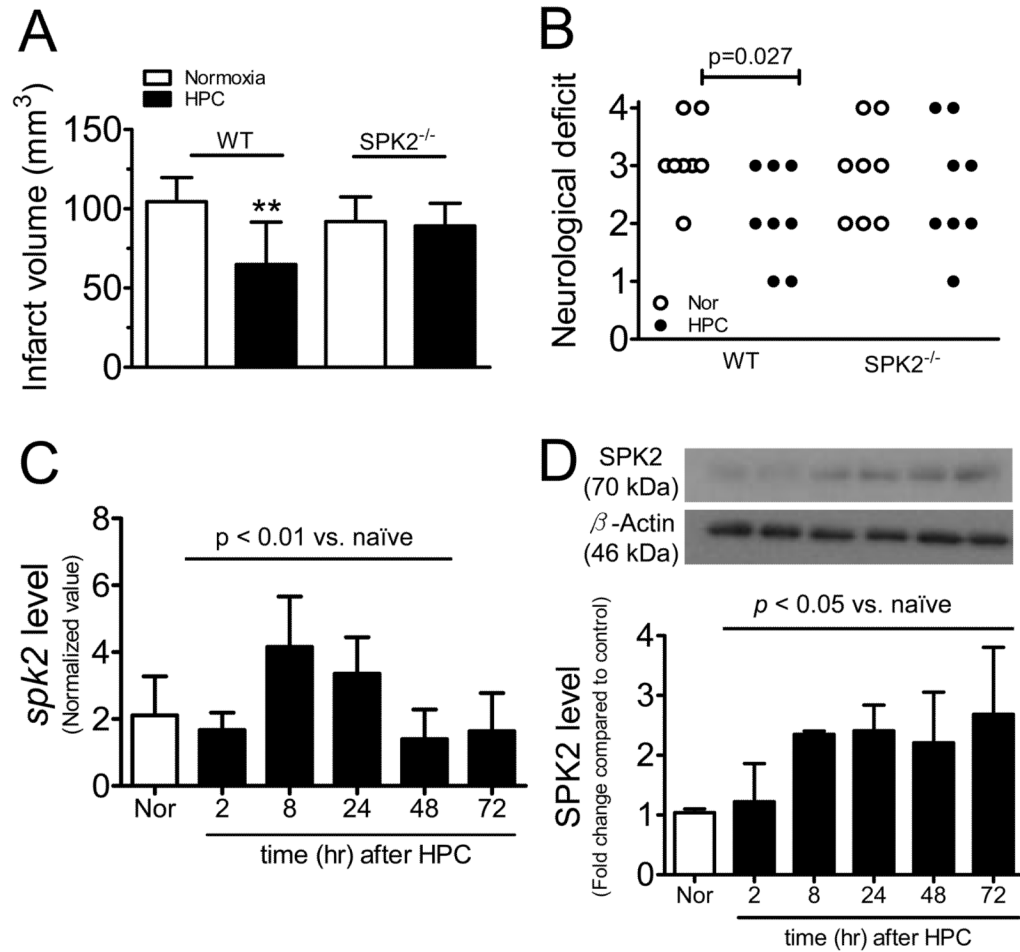 A
Normoxia
HPC
WT
SPK2-/-
Infarct volume (mm3)
150
100
50
0
B
p=0.027
Neurological deficit
4
3
2
1
0
Nor
HPC
WT
SPK2-/-
C
p < 0.01 vs. naïve
spk2 level
(Normalized value)
8
6
4
2
0
Nor
2
8
24
48
72
time (hr) after HPC
D
SPK2
(70 kDa)
β-Actin
(46 kDa)
p < 0.05 vs. naïve
SPK2 level
(Fold change compared to control)
4
3
2
1
0
Nor
2
8
24
48
72
time (hr) after HPC